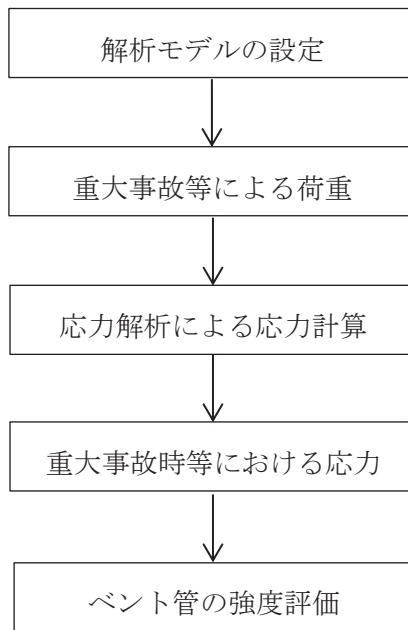 解析モデルの設定
重大事故等による荷重
応力解析による応力計算
重大事故時等における応力
ベント管の強度評価